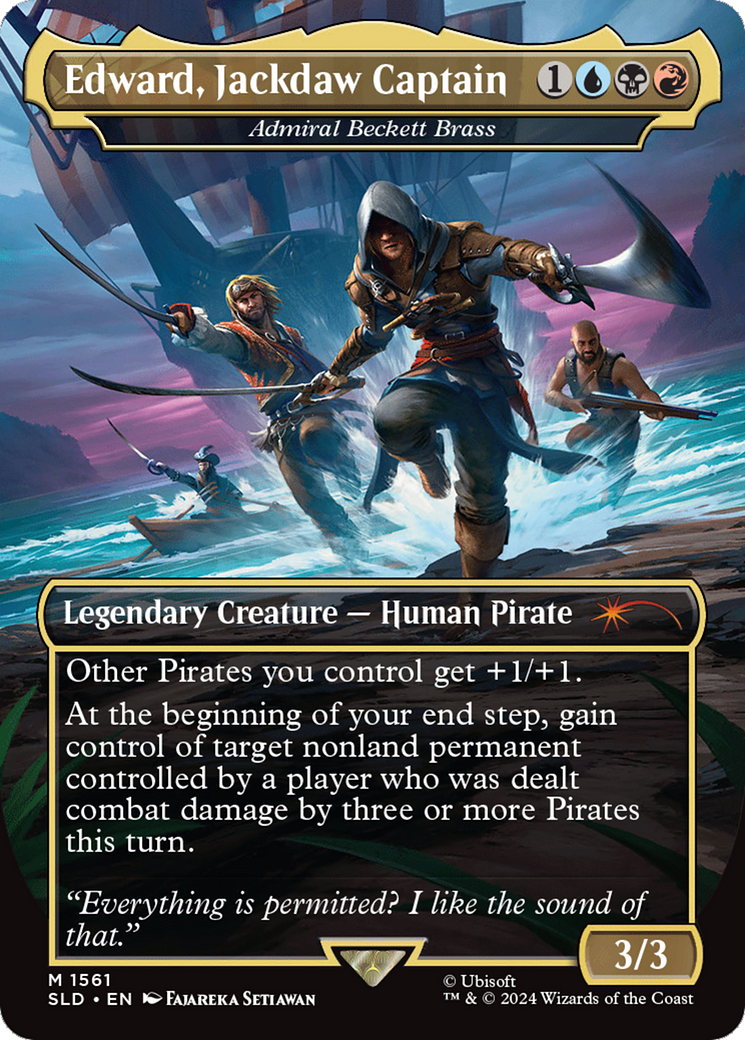 Edward, Jackdaw Captain 1
Admiral Beckett Brass
Legendary Creature — Human Pirate
Other Pirates you control get +1/+1.
At the beginning of your end step, gain
control of target nonland permanent
controlled by a player who was dealt
combat damage by three or more Pirates
this turn.
“Everything is permitted? I like the sound of
that.”
3/3
M 1561
SLD • EN Fajareka Setiawan
© Ubisoft
™ & © 2024 Wizards of the Coast